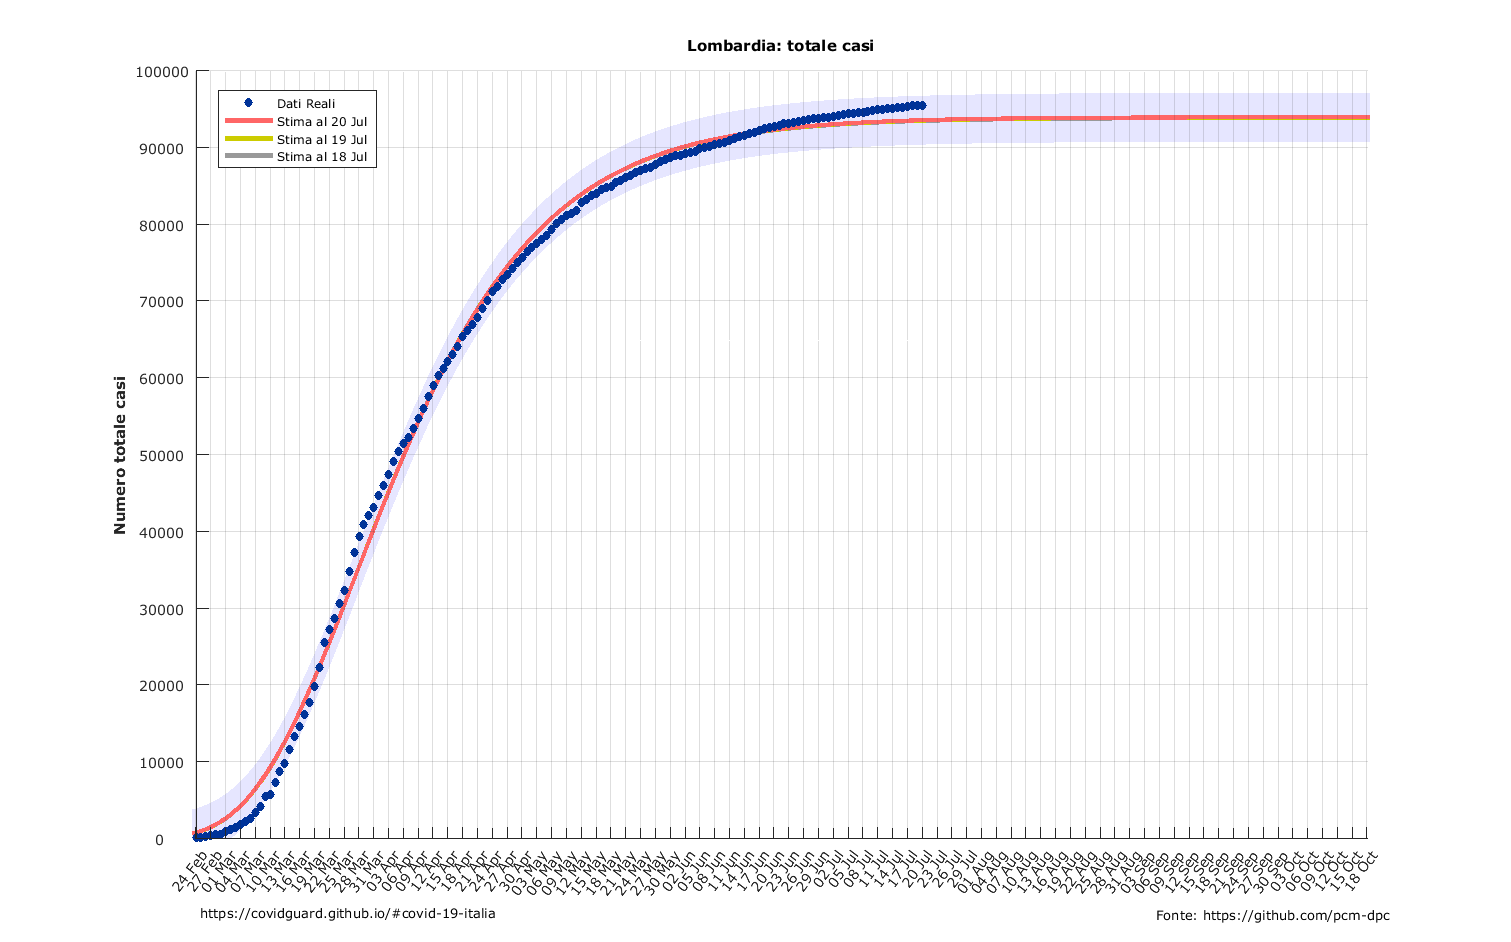 Lombardia: totale casi
100000
90000
80000
70000
60000
50000
40000
30000
20000
10000
0
Numero totale casi
Dati Reali
Stima al 20 Jul
Stima al 19 Jul
Stima al 18 Jul
24 Feb
27 Feb
01 Mar
04 Mar
07 Mar
10 Mar
13 Mar
16 Mar
19 Mar
22 Mar
25 Mar
28 Mar
31 Mar
03 Apr
06 Apr
09 Apr
12 Apr
15 Apr
18 Apr
21 Apr
24 Apr
27 Apr
30 Apr
03 May
06 May
09 May
12 May
15 May
18 May
21 May
24 May
27 May
30 May
02 Jun
05 Jun
08 Jun
11 Jun
14 Jun
17 Jun
20 Jun
23 Jun
26 Jun
29 Jun
02 Jul
05 Jul
08 Jul
11 Jul
14 Jul
17 Jul
20 Jul
23 Jul
26 Jul
29 Jul
01 Aug
04 Aug
07 Aug
10 Aug
13 Aug
16 Aug
19 Aug
22 Aug
25 Aug
28 Aug
31 Aug
03 Sep
06 Sep
09 Sep
12 Sep
15 Sep
18 Sep
21 Sep
24 Sep
27 Sep
30 Sep
03 Oct
06 Oct
09 Oct
12 Oct
15 Oct
18 Oct
https://covidguard.github.io/#covid-19-italia
Fonte: https://github.com/pcm-dpc